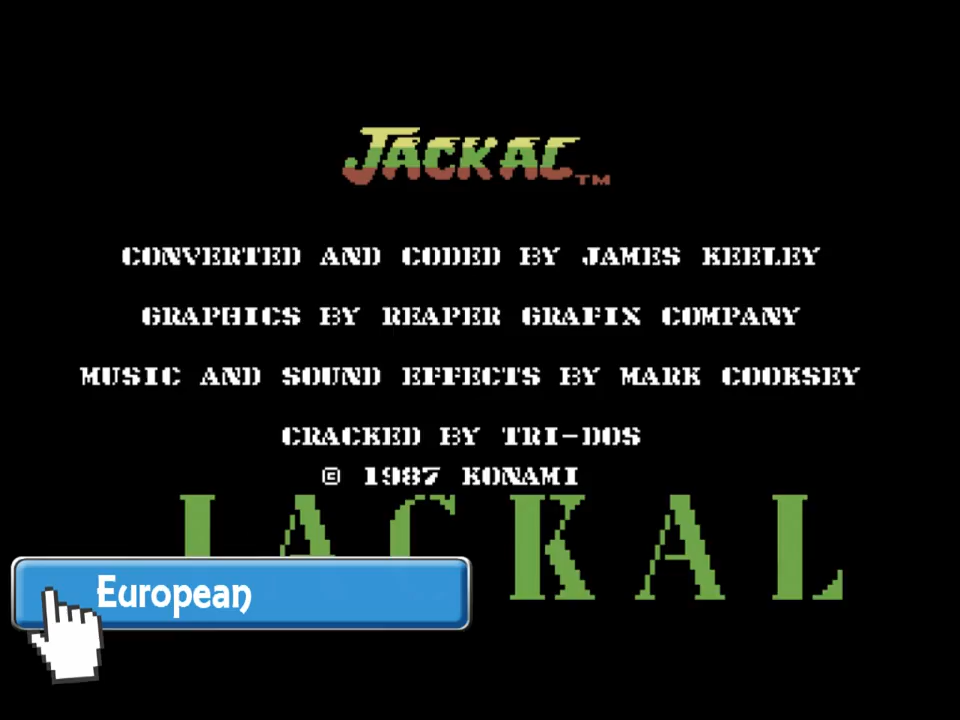 JACKAL™
CONVERTED AND CODED BY JAMES KEELEY
GRAPHICS BY REAPER GRAFIX COMPANY
MUSIC AND SOUND EFFECTS BY MARK COOKSEY
CRACKED BY TRI-DOS
© 1987 KONAMI
JACKAL
European